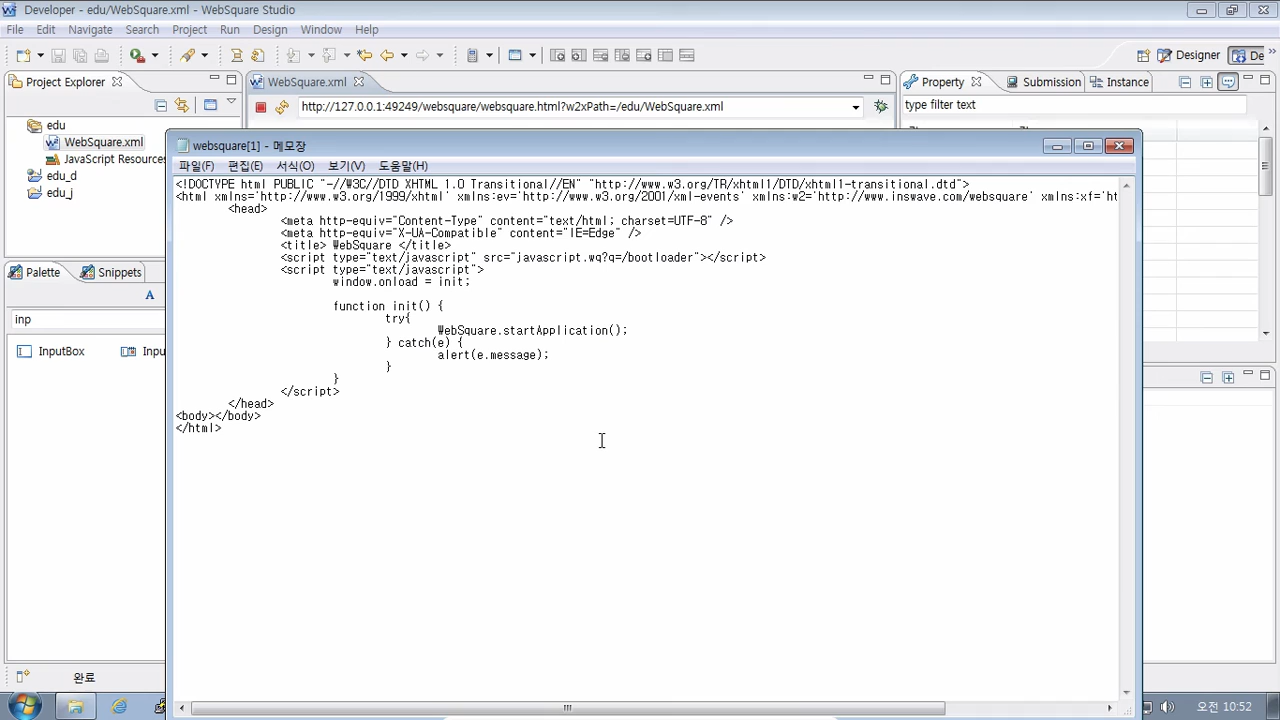 Developer - edu/WebSquare.xml - WebSquare Studio
File Edit Navigate Search Project Run Design Window Help
Designer De
Project Explorer
WebSquare.xml
Property Submission Instance
http://127.0.0.1:49249/websquare/websquare.html?w2xPath=/edu/WebSquare.xml
type filter text
edu
WebSquare.xml
JavaScript Resources
edu_d
edu_j
Palette Snippets
A
inp
InputBox Inpu
websquare[1] - 메모장
파일(F) 편집(E) 서식(O) 보기(V) 도움말(H)
<!DOCTYPE html PUBLIC "-//W3C//DTD XHTML 1.0 Transitional//EN" "http://www.w3.org/TR/xhtml1/DTD/xhtml1-transitional.dtd">
<html xmlns='http://www.w3.org/1999/xhtml' xmlns:ev='http://www.w3.org/2001/xml-events' xmlns:w2='http://www.inswave.com/websquare' xmlns:xf='ht
<head>
<meta http-equiv="Content-Type" content="text/html; charset=UTF-8" />
<meta http-equiv="X-UA-Compatible" content="IE=Edge" />
<title> WebSquare </title>
<script type="text/javascript" src="javascript.wq?q=/bootloader"></script>
<script type="text/javascript">
window.onload = init;
function init() {
try{
WebSquare.startApplication();
} catch(e) {
alert(e.message);
}
}
</script>
</head>
<body></body>
</html>
완료
오전 10:52